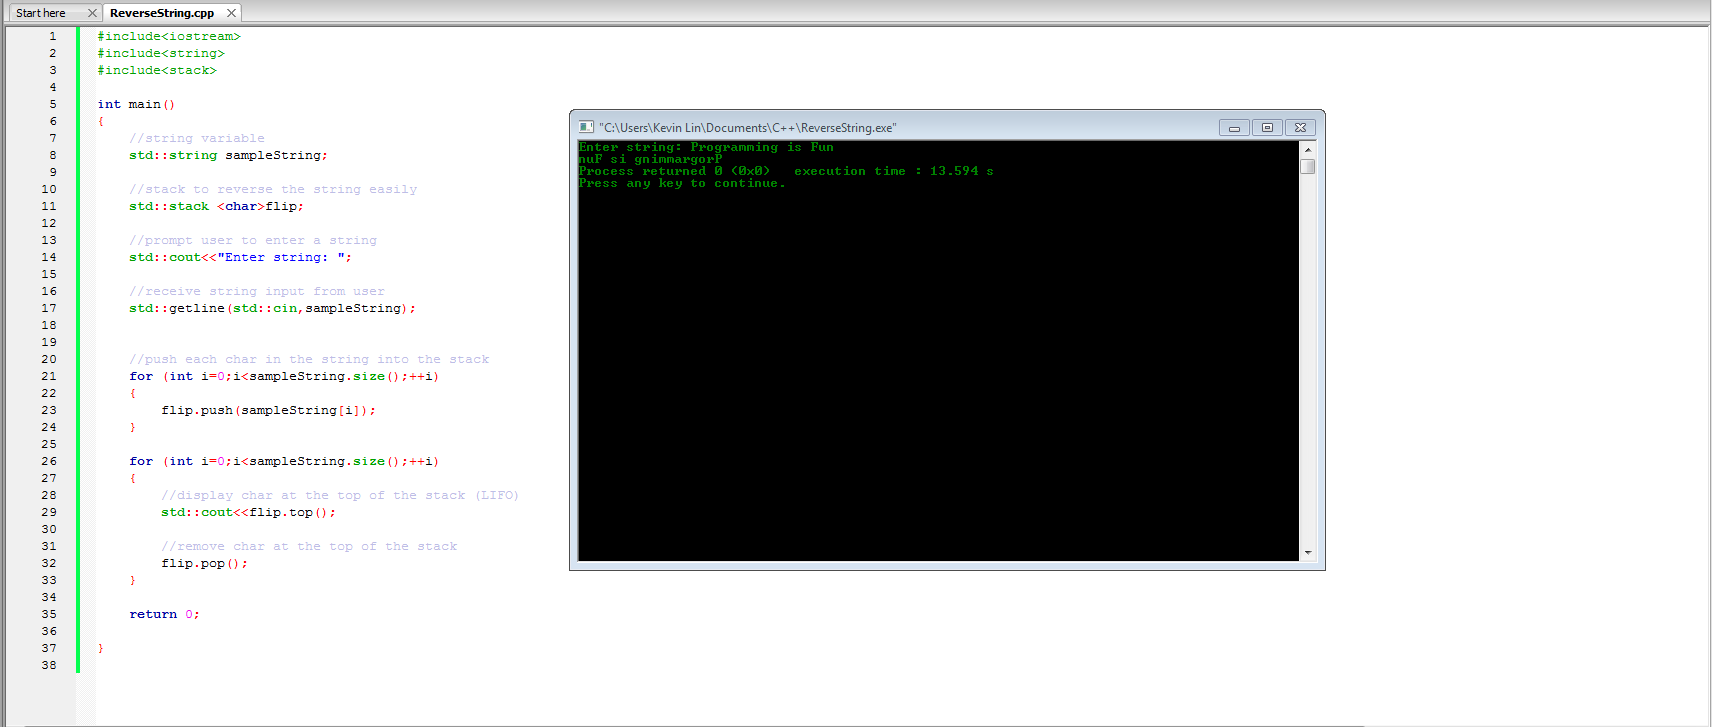 Start here
ReverseString.cpp
1 #include<iostream>
2 #include<string>
3 #include<stack>
4
5 int main()
6 {
7 //string variable
8 std::string sampleString;
9
10 //stack to reverse the string easily
11 std::stack <char>flip;
12
13 //prompt user to enter a string
14 std::cout<<"Enter string: ";
15
16 //receive string input from user
17 std::getline(std::cin,sampleString);
18
19
20 //push each char in the string into the stack
21 for (int i=0;i<sampleString.size();++i)
22 {
23 flip.push(sampleString[i]);
24 }
25
26 for (int i=0;i<sampleString.size();++i)
27 {
28 //display char at the top of the stack (LIFO)
29 std::cout<<flip.top();
30
31 //remove char at the top of the stack
32 flip.pop();
33 }
34
35 return 0;
36
37 }
38
"C:\Users\Kevin Lin\Documents\C++\ReverseString.exe"
Enter string: Programming is Fun
nuF si gnimmargorP
Process returned 0 (0x0)   execution time : 13.594 s
Press any key to continue.